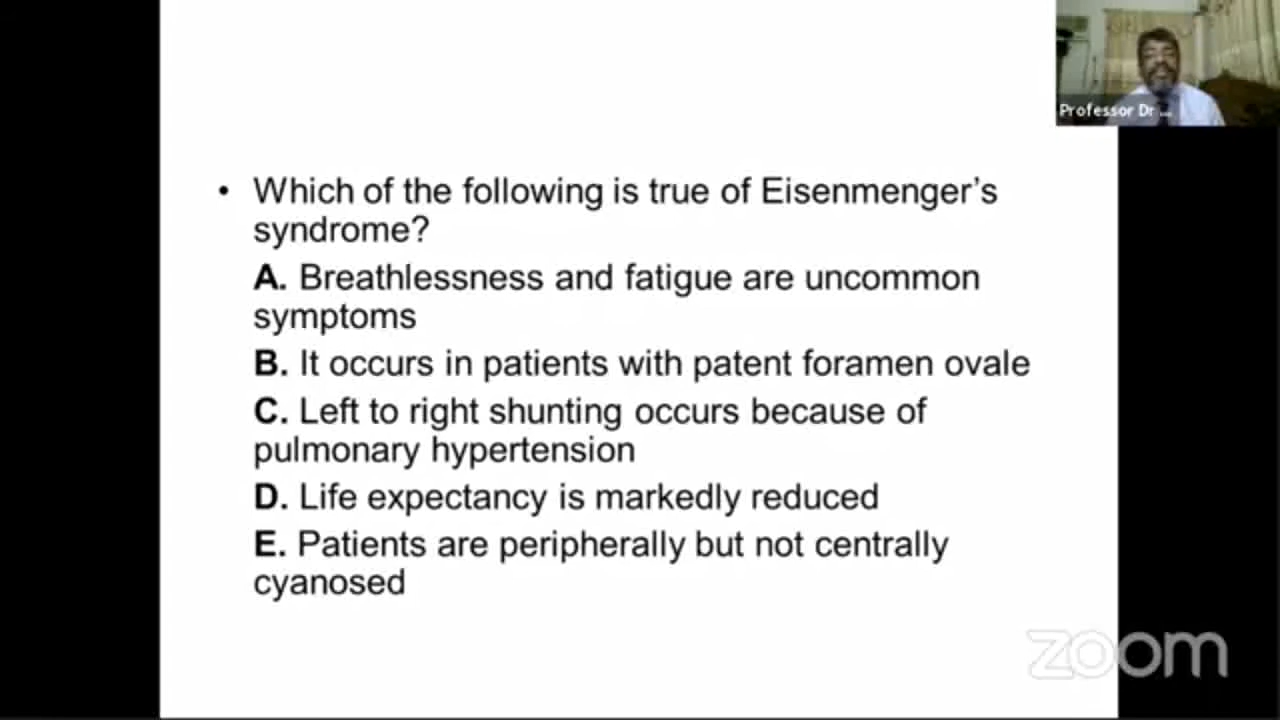 Professor Dr ...
• Which of the following is true of Eisenmenger's
syndrome?
A. Breathlessness and fatigue are uncommon
symptoms
B. It occurs in patients with patent foramen ovale
C. Left to right shunting occurs because of
pulmonary hypertension
D. Life expectancy is markedly reduced
E. Patients are peripherally but not centrally
cyanosed
zoom